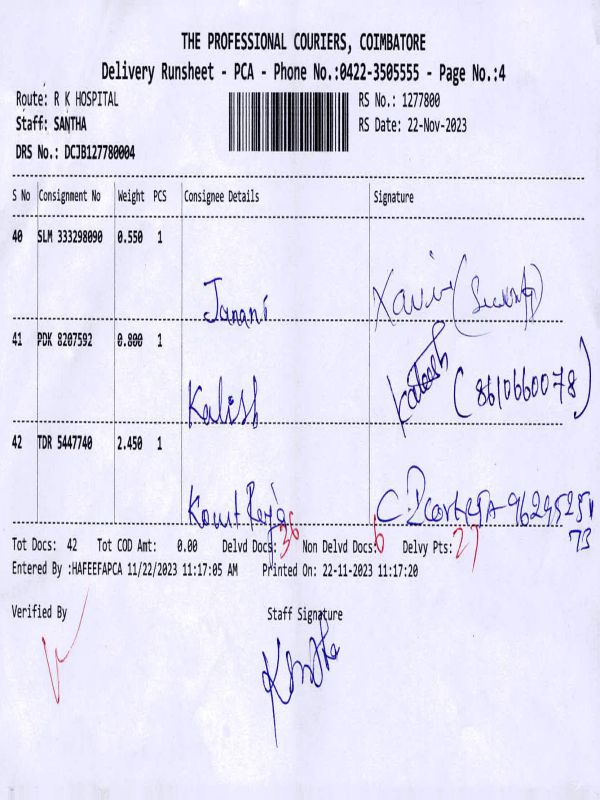 THE PROFESSIONAL COURIERS, COIMBATORE
Delivery Runsheet - PCA - Phone No.:0422-3505555 - Page No.:4
Route: R K HOSPITAL RS No.: 1277800
Staff: SANTHA RS Date: 22-Nov-2023
DRS No.: DCJB127780004
S No Consignment No Weight PCS Consignee Details Signature
40 SLM 333298090 0.550 1
Janani Xavier
41 PDK 8207592 0.800 1
Kalish (8610660078)
42 TDR 5447740 2.450 1
Tot Docs: 42 Tot COD Amt: 0.00 Delvd Docs: 36 Non Delvd Docs: 6 Delvy Pts: 27
73
Entered By :HAFEEFAPCA 11/22/2023 11:17:05 AM Printed On: 22-11-2023 11:17:20
Verified By Staff Signature